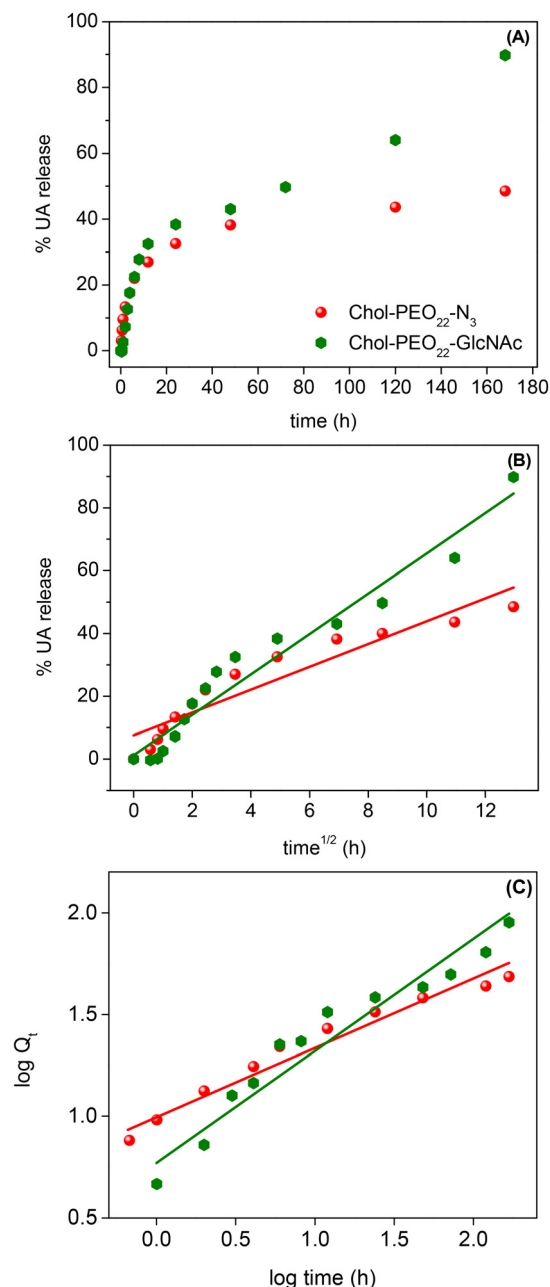 (A)
100
80
60
40
20
0
% UA release
Chol-PEO₂₂-N₃
Chol-PEO₂₂-GlcNAc
0 20 40 60 80 100 120 140 160 180
time (h)
(B)
100
80
60
40
20
0
% UA release
0 2 4 6 8 10 12
time¹/² (h)
(C)
2.0
1.5
1.0
0.5
log Qₜ
0.0 0.5 1.0 1.5 2.0
log time (h)